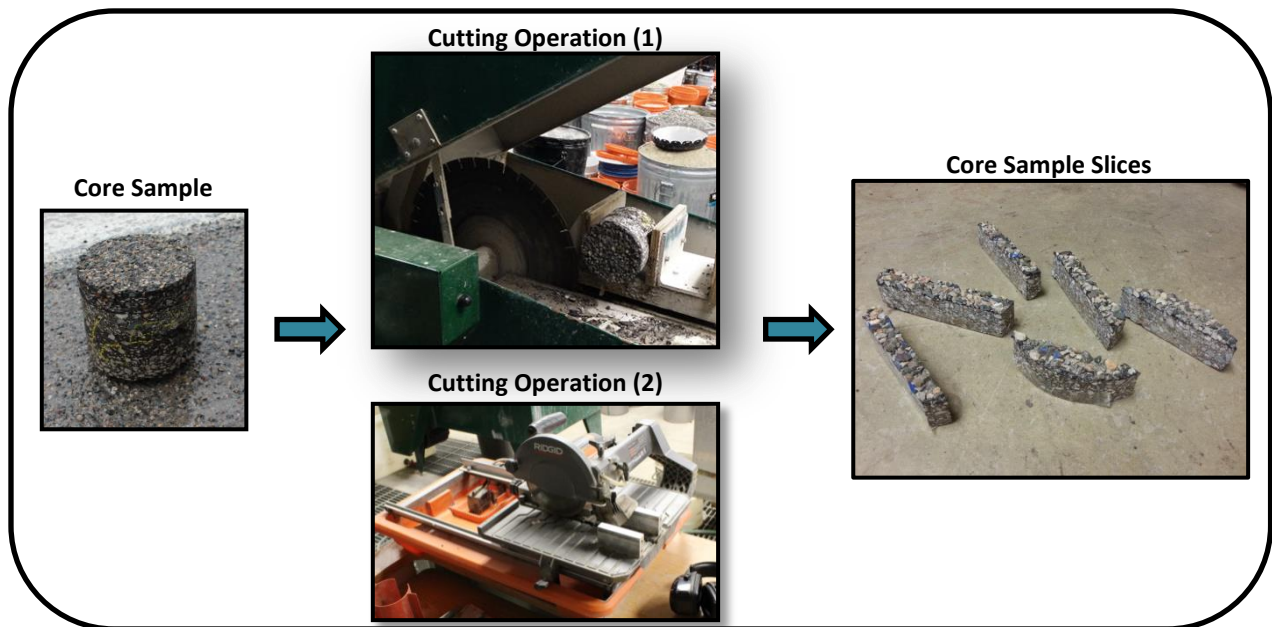 Cutting Operation (1)
Core Sample
Core Sample Slices
Cutting Operation (2)
RIDGID